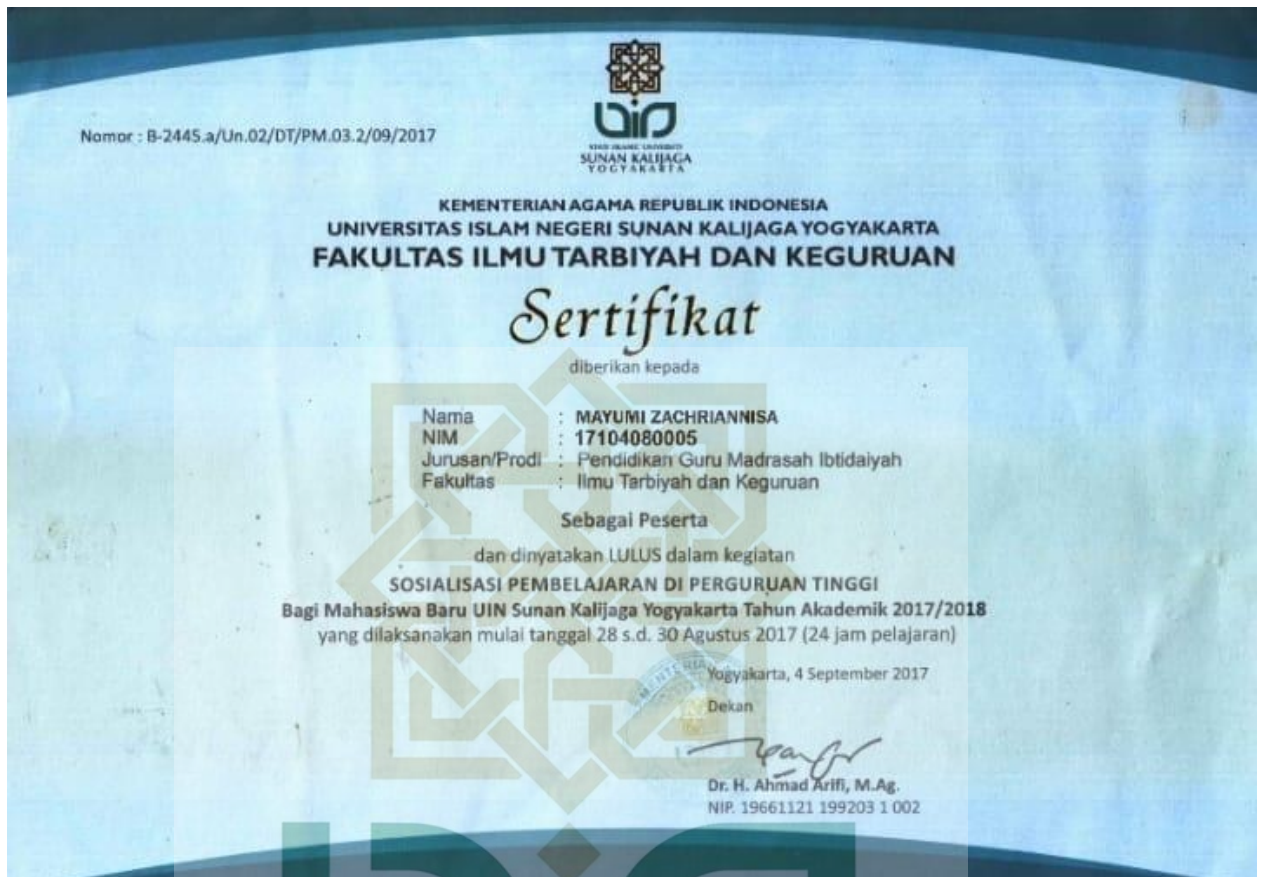 Nomor : B-2445.a/Un.02/DT/PM.03.2/09/2017
STATE ISLAMIC UNIVERSITY
SUNAN KALIJAGA
YOGYAKARTA
KEMENTERIAN AGAMA REPUBLIK INDONESIA
UNIVERSITAS ISLAM NEGERI SUNAN KALIJAGA YOGYAKARTA
FAKULTAS ILMU TARBIYAH DAN KEGURUAN
Sertifikat
diberikan kepada
Nama : MAYUMI ZACHRIANNISA
NIM : 17104080005
Jurusan/Prodi : Pendidikan Guru Madrasah Ibtidaiyah
Fakultas : Ilmu Tarbiyah dan Keguruan
Sebagai Peserta
dan dinyatakan LULUS dalam kegiatan
SOSIALISASI PEMBELAJARAN DI PERGURUAN TINGGI
Bagi Mahasiswa Baru UIN Sunan Kalijaga Yogyakarta Tahun Akademik 2017/2018
yang dilaksanakan mulai tanggal 28 s.d. 30 Agustus 2017 (24 jam pelajaran)
Yogyakarta, 4 September 2017
Dekan
Dr. H. Ahmad Arifi, M.Ag.
NIP. 19661121 199203 1 002